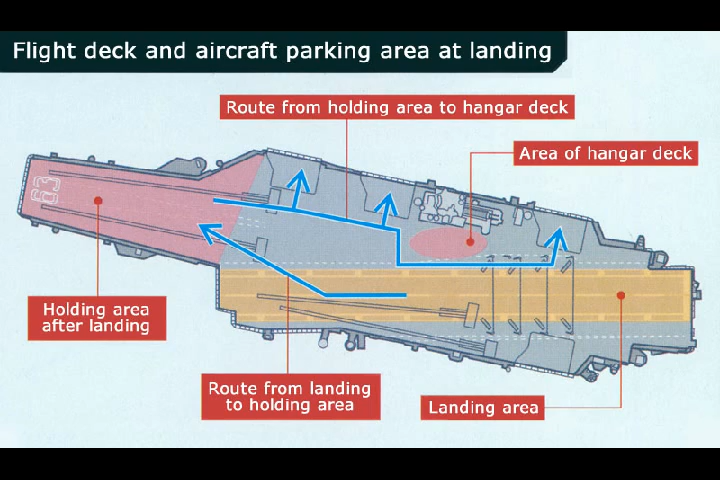 Flight deck and aircraft parking area at landing
Route from holding area to hangar deck
Area of hangar deck
63
Holding area
after landing
Route from landing
to holding area
Landing area